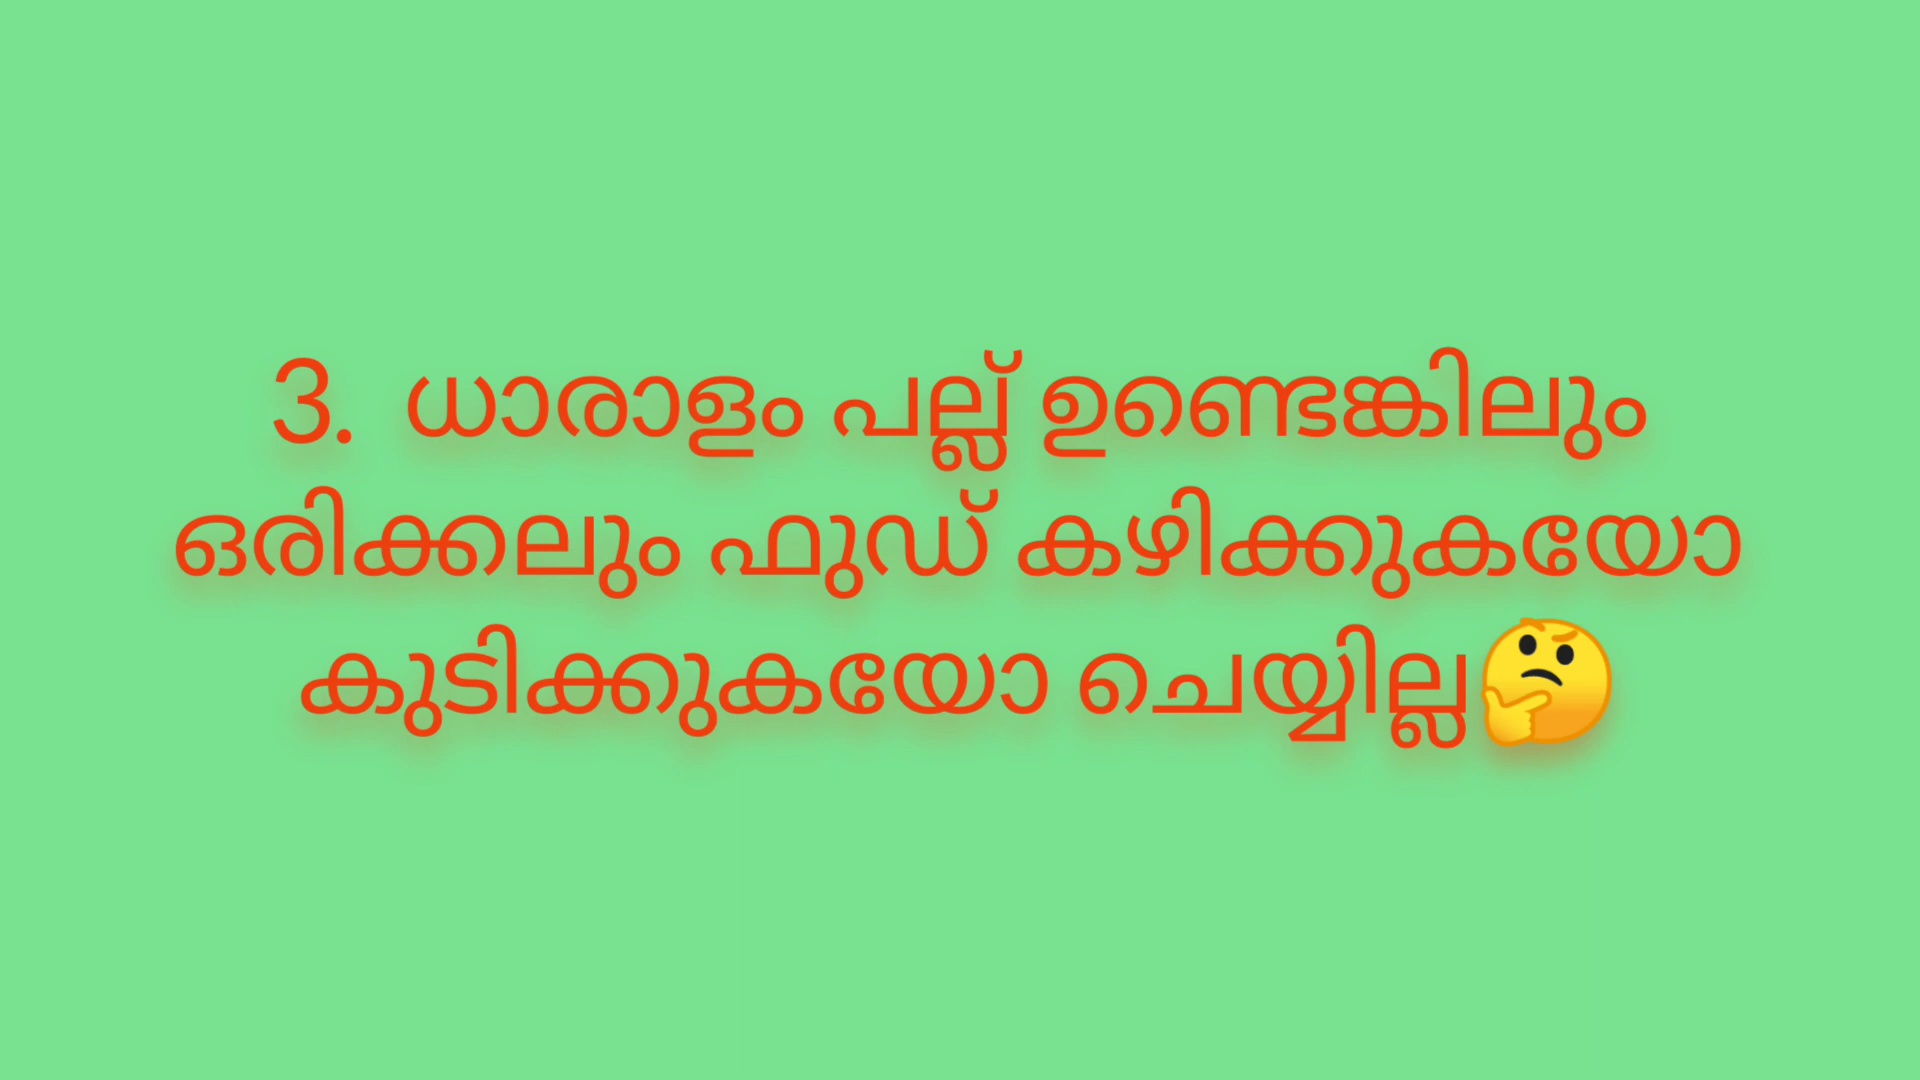 3. ധാരാളം പല്ല് ഉണ്ടെങ്കിലും
ഒരിക്കലും ഫുഡ് കഴിക്കുകയോ
കുടിക്കുകയോ ചെയ്യില്ല🤔